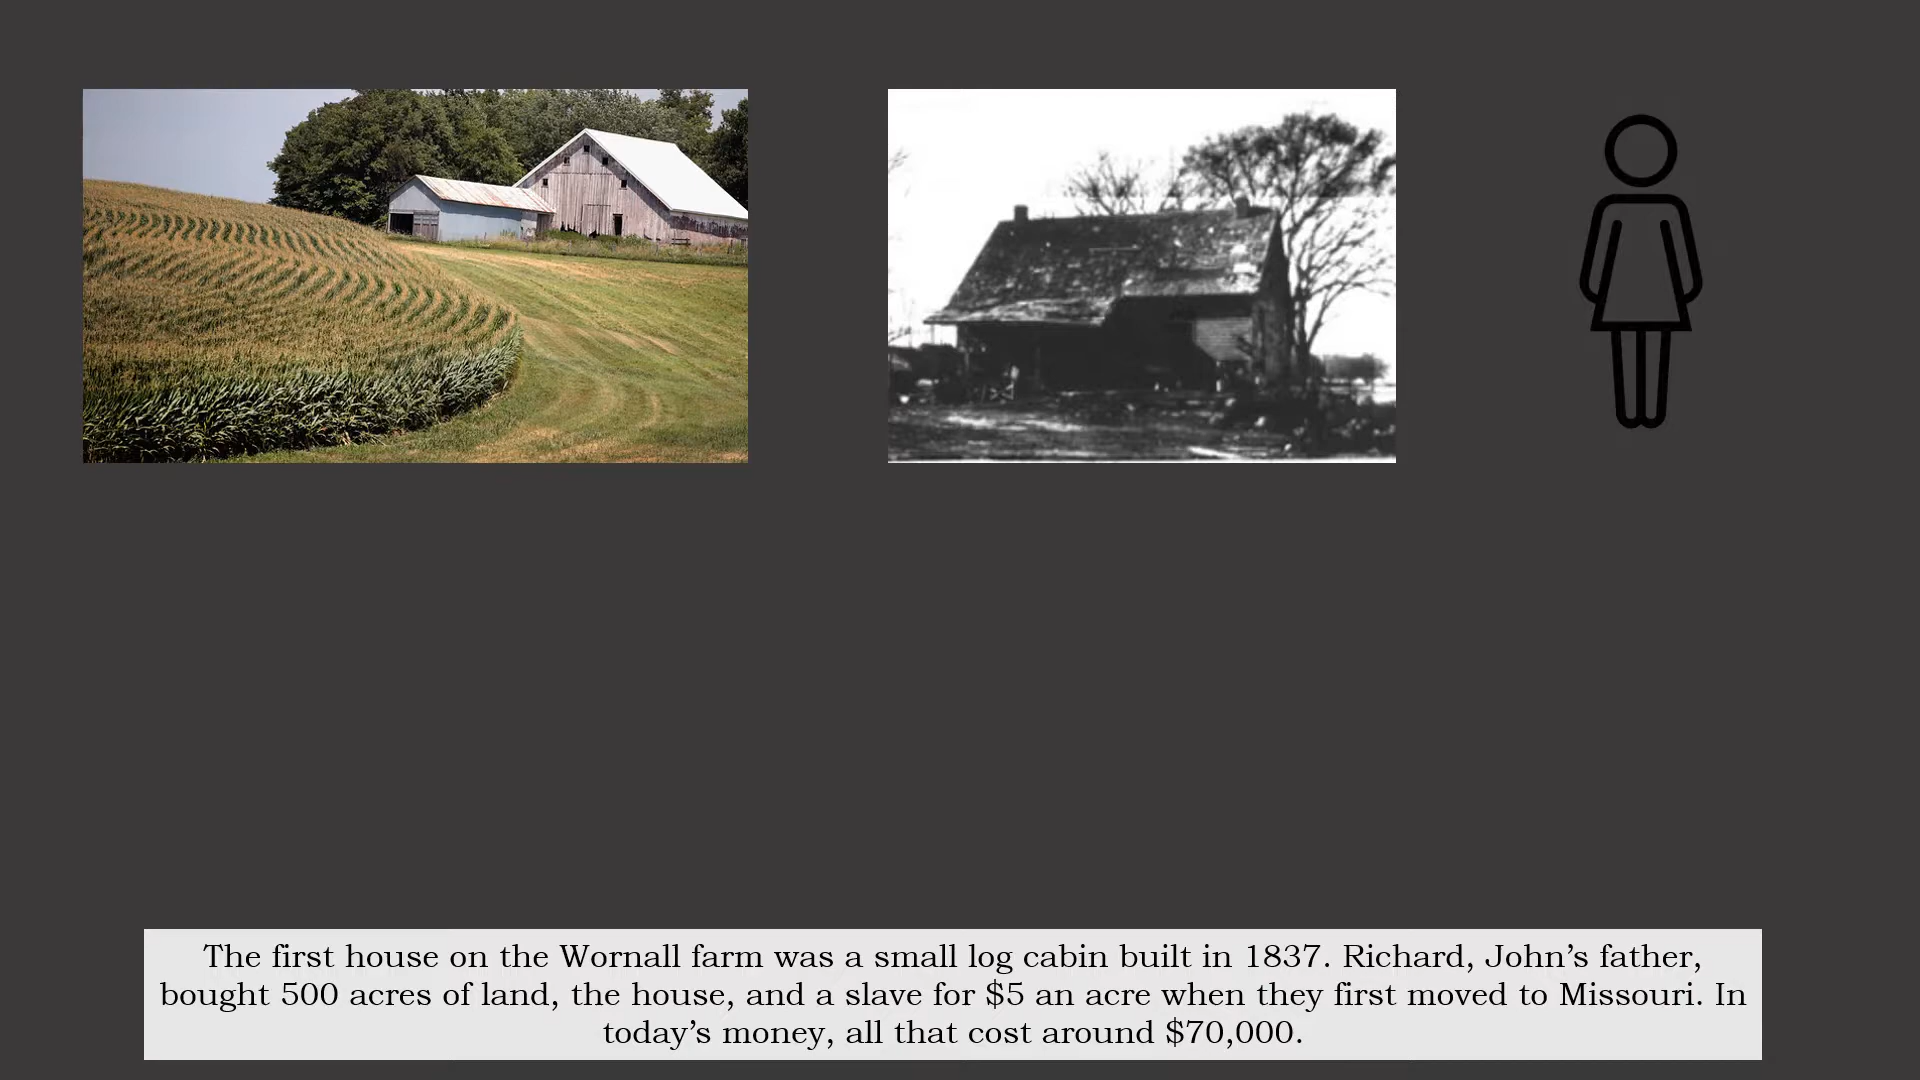 The first house on the Wornall farm was a small log cabin built in 1837. Richard, John’s father,
bought 500 acres of land, the house, and a slave for $5 an acre when they first moved to Missouri. In
today’s money, all that cost around $70,000.